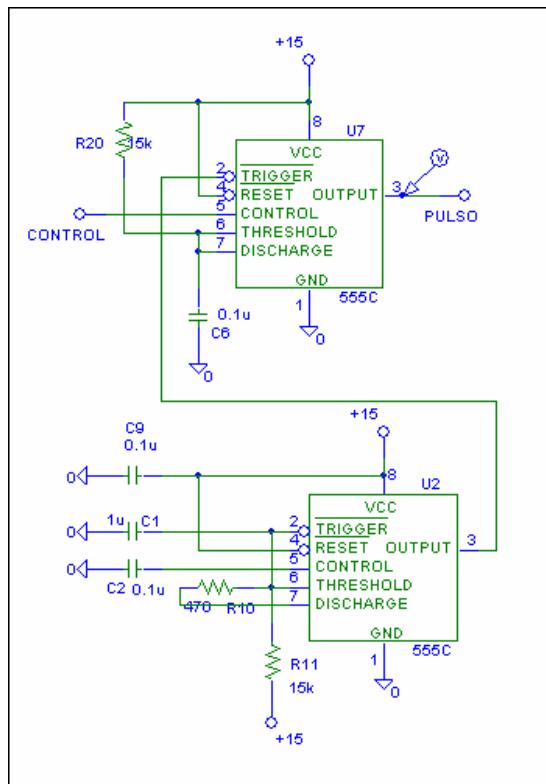 +15
8
U7
R20
15k
VCC
2
TRIGGER
4
RESET
OUTPUT
3
V
5
CONTROL
PULSO
CONTROL
6
THRESHOLD
7
DISCHARGE
GND
1
555C
0.1u
C6
0
0
+15
C9
0.1u
8
U2
0
VCC
1u
C1
2
TRIGGER
0
4
RESET
OUTPUT
3
5
CONTROL
0
C2
0.1u
6
THRESHOLD
470
R10
7
DISCHARGE
GND
1
555C
R11
15k
0
+15